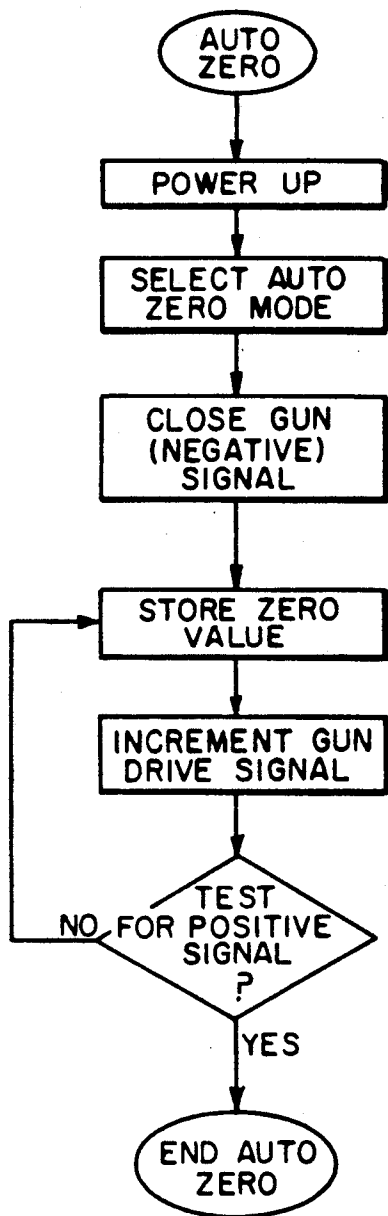 AUTO
ZERO
POWER UP
SELECT AUTO
ZERO MODE
CLOSE GUN
(NEGATIVE)
SIGNAL
STORE ZERO
VALUE
INCREMENT GUN
DRIVE SIGNAL
TEST
NO FOR POSITIVE
SIGNAL
?
YES
END AUTO
ZERO